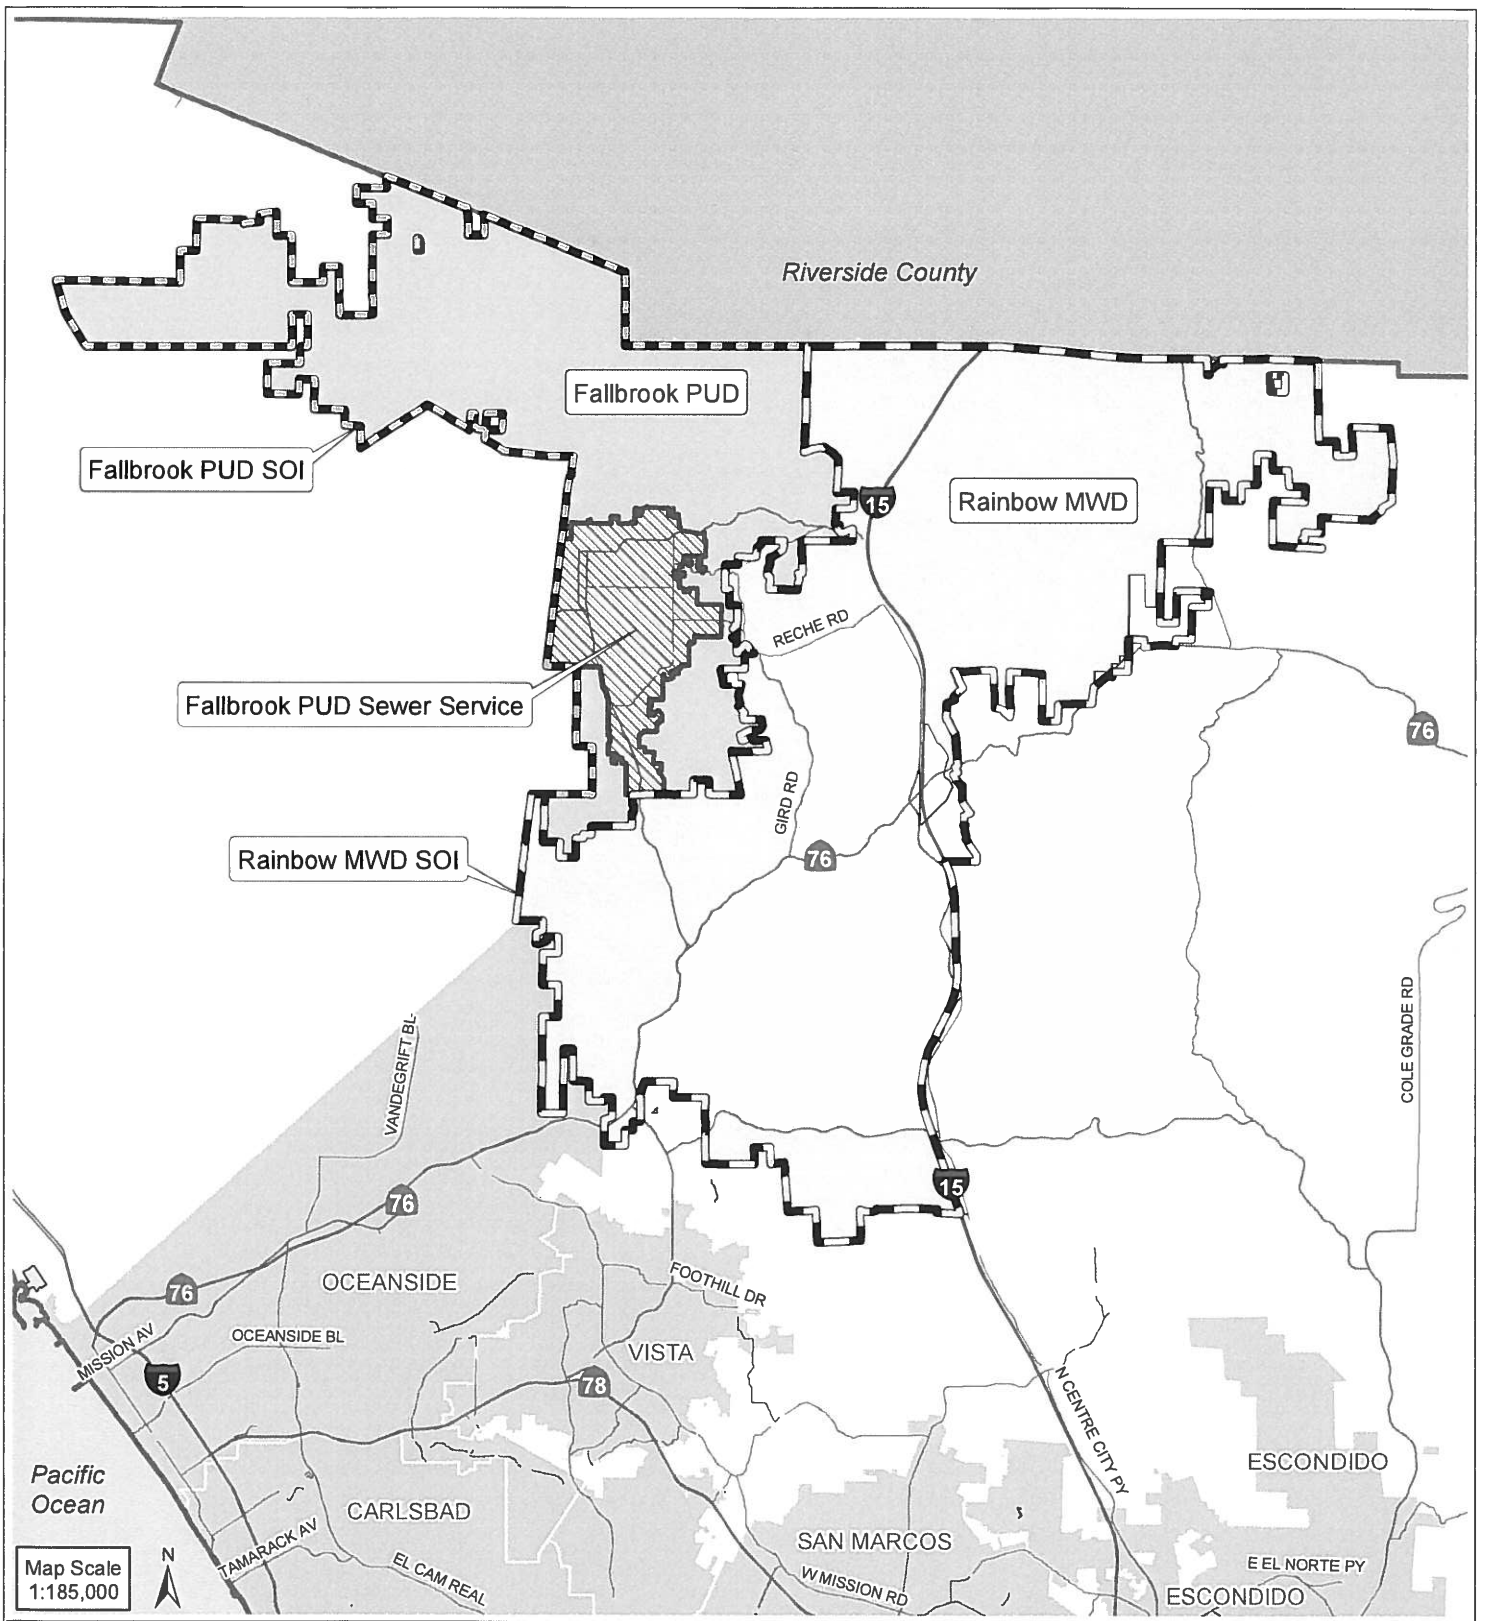 Riverside County
Fallbrook PUD
Fallbrook PUD SOI
15
Rainbow MWD
RECHE RD
Fallbrook PUD Sewer Service
76
GIRD RD
76
Rainbow MWD SOI
VANDEGRIFT BL
COLE GRADE RD
76
15
76
OCEANSIDE
FOOTHILL DR
MISSION AV
OCEANSIDE BL
VISTA
5
78
N CENTRE CITY PY
Pacific
Ocean
ESCONDIDO
CARLSBAD
SAN MARCOS
TAMARACK AV
EL CAM REAL
W MISSION RD
E EL NORTE PY
ESCONDIDO
Map Scale
1:185,000
N